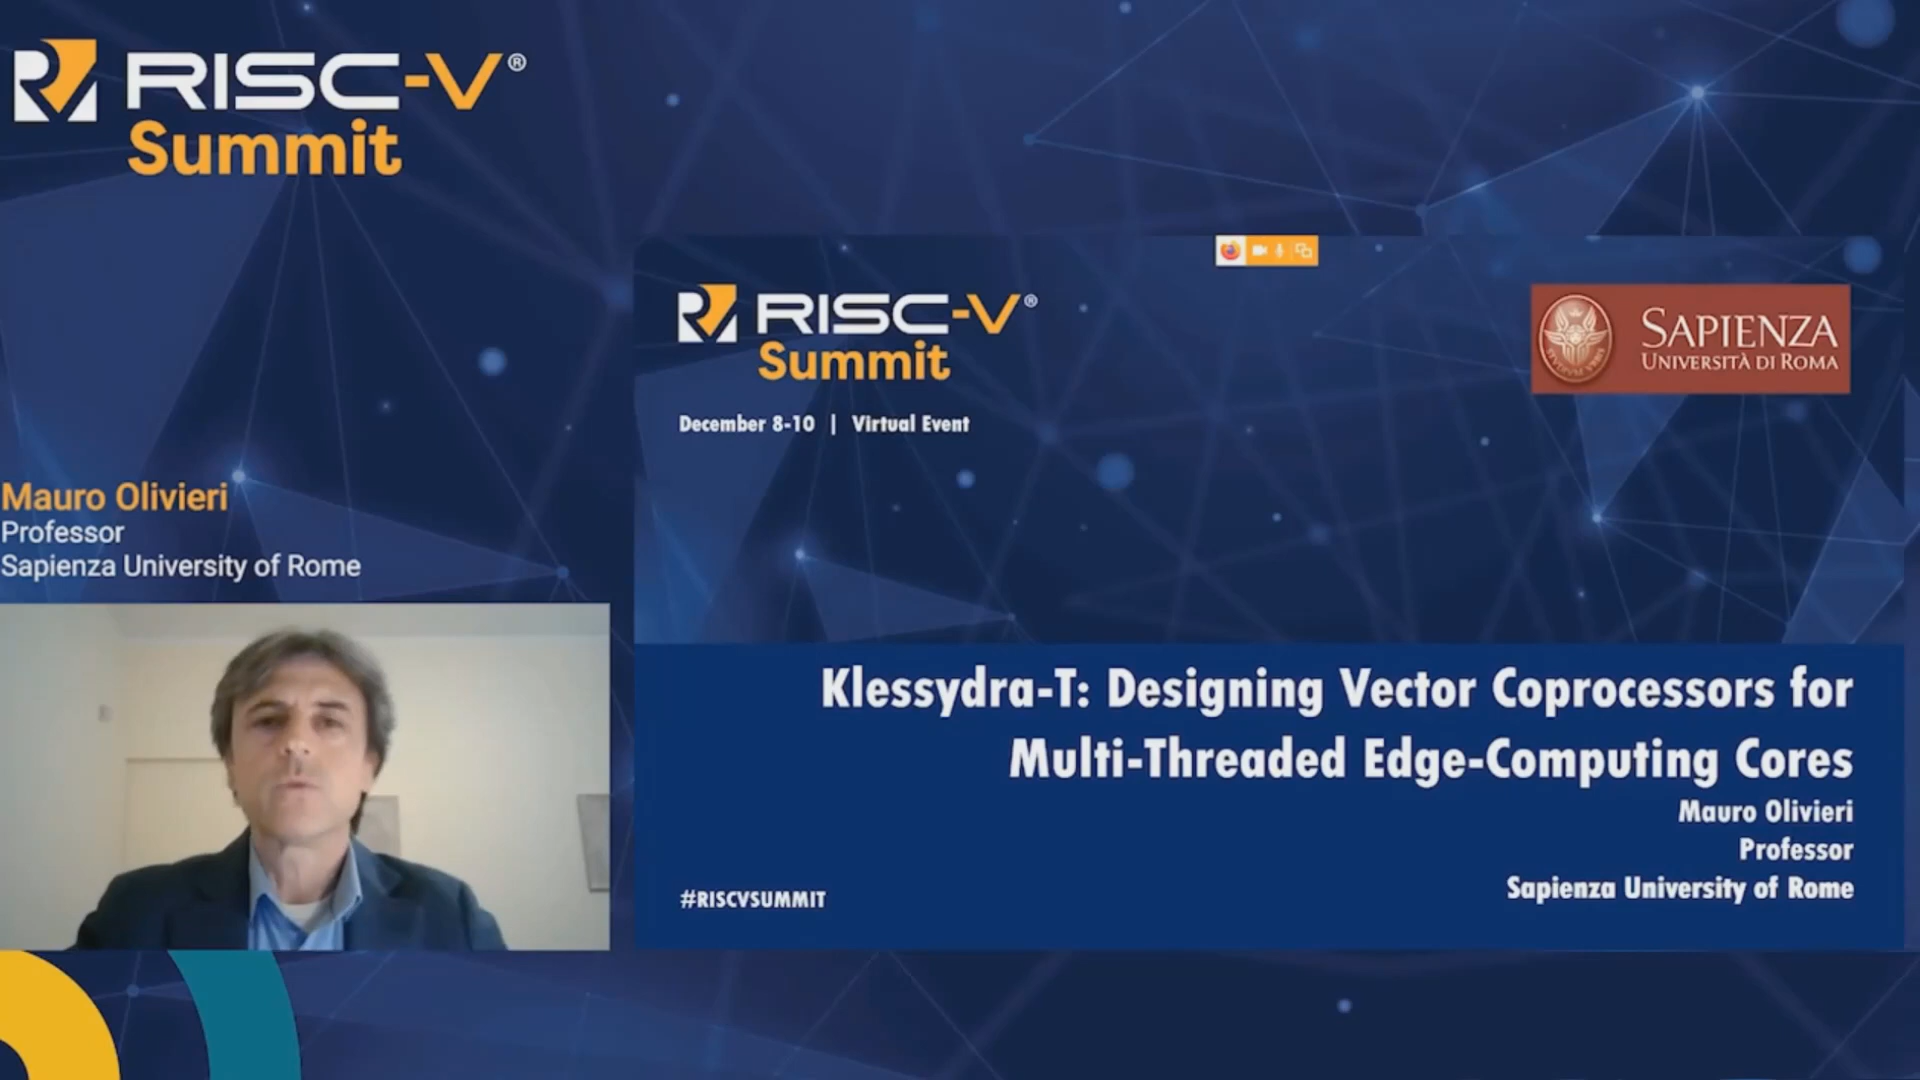 RISC-V®
Summit
Mauro Olivieri
Professor
Sapienza University of Rome
RISC-V®
Summit
December 8-10 | Virtual Event
SAPIENZA
UNIVERSITÀ DI ROMA
Klessydra-T: Designing Vector Coprocessors for
Multi-Threaded Edge-Computing Cores
Mauro Olivieri
Professor
Sapienza University of Rome
#RISCVSUMMIT